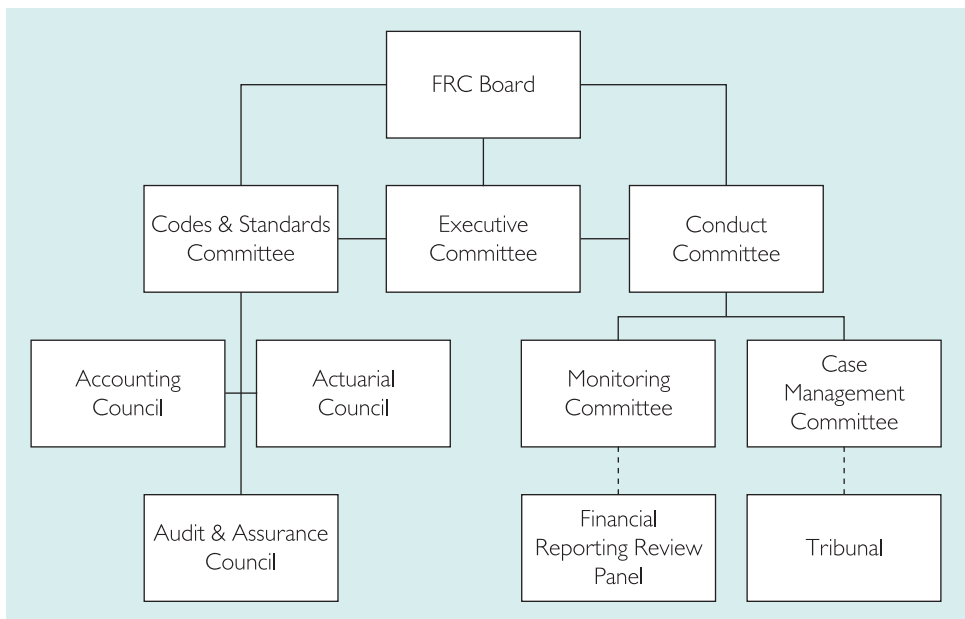 FRC Board
Codes & Standards
Committee
Executive
Committee
Conduct
Committee
Accounting
Council
Actuarial
Council
Monitoring
Committee
Case
Management
Committee
Audit & Assurance
Council
Financial
Reporting Review
Panel
Tribunal